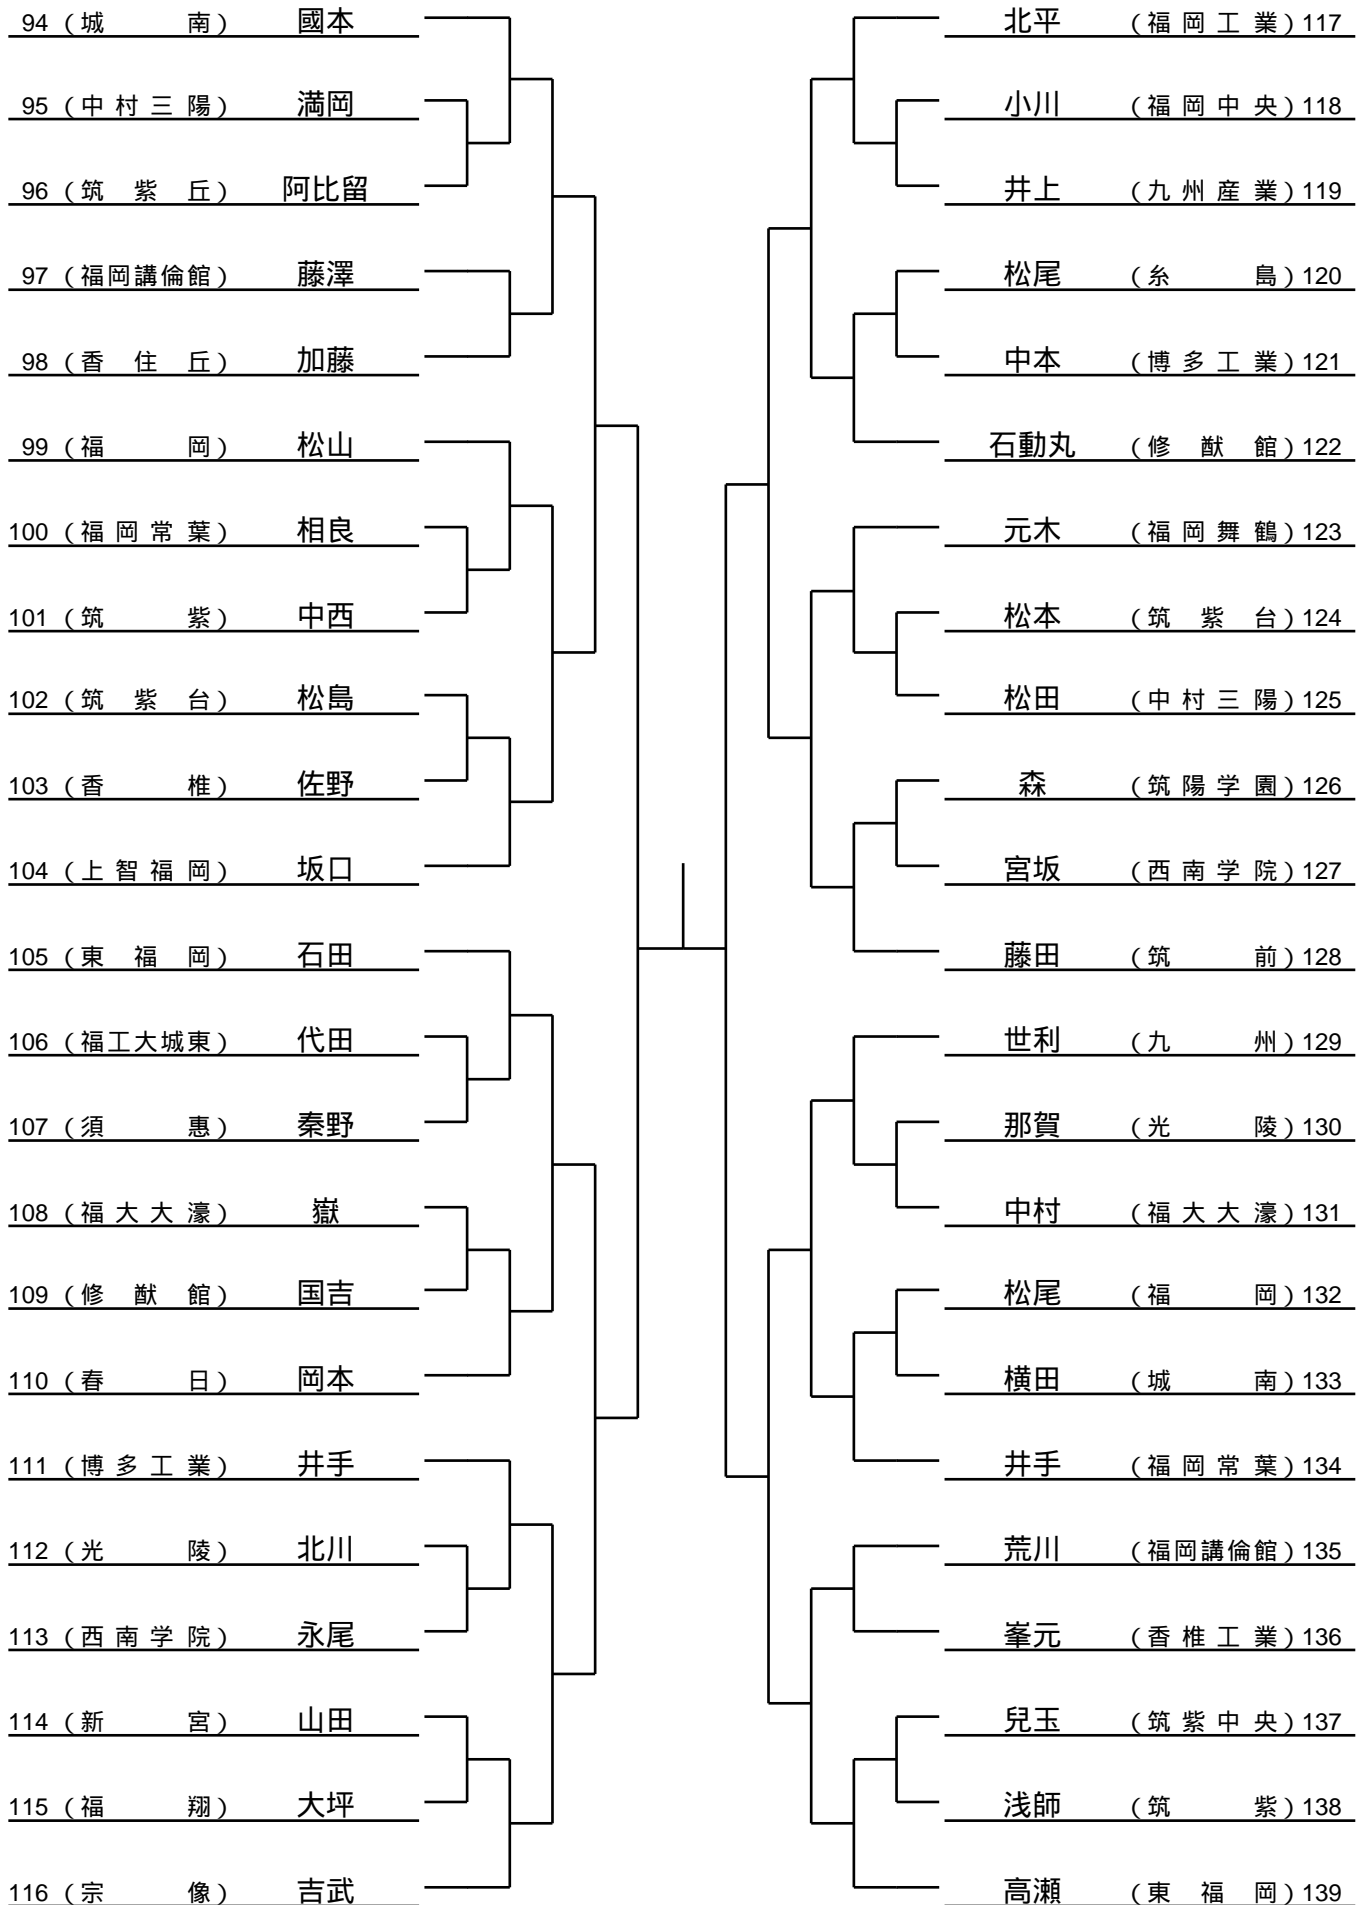 94 （城南） 國本
95 （中村三陽） 満岡
96 （筑紫丘） 阿比留
97 （福岡講倫館） 藤澤
98 （香住丘） 加藤
99 （福岡） 松山
100 （福岡常葉） 相良
101 （筑紫） 中西
102 （筑紫台） 松島
103 （香椎） 佐野
104 （上智福岡） 坂口
105 （東福岡） 石田
106 （福工大城東） 代田
107 （須惠） 秦野
108 （福大大濠） 嶽
109 （修猷館） 国吉
110 （春日） 岡本
111 （博多工業） 井手
112 （光陵） 北川
113 （西南学院） 永尾
114 （新宮） 山田
115 （福翔） 大坪
116 （宗像） 吉武
北平 （福岡工業） 117
小川 （福岡中央） 118
井上 （九州産業） 119
松尾 （糸島） 120
中本 （博多工業） 121
石動丸 （修猷館） 122
元木 （福岡舞鶴） 123
松本 （筑紫台） 124
松田 （中村三陽） 125
森 （筑陽学園） 126
宮坂 （西南学院） 127
藤田 （筑前） 128
世利 （九州） 129
那賀 （光陵） 130
中村 （福大大濠） 131
松尾 （福岡） 132
横田 （城南） 133
井手 （福岡常葉） 134
荒川 （福岡講倫館） 135
峯元 （香椎工業） 136
兒玉 （筑紫中央） 137
浅師 （筑紫） 138
高瀬 （東福岡） 139